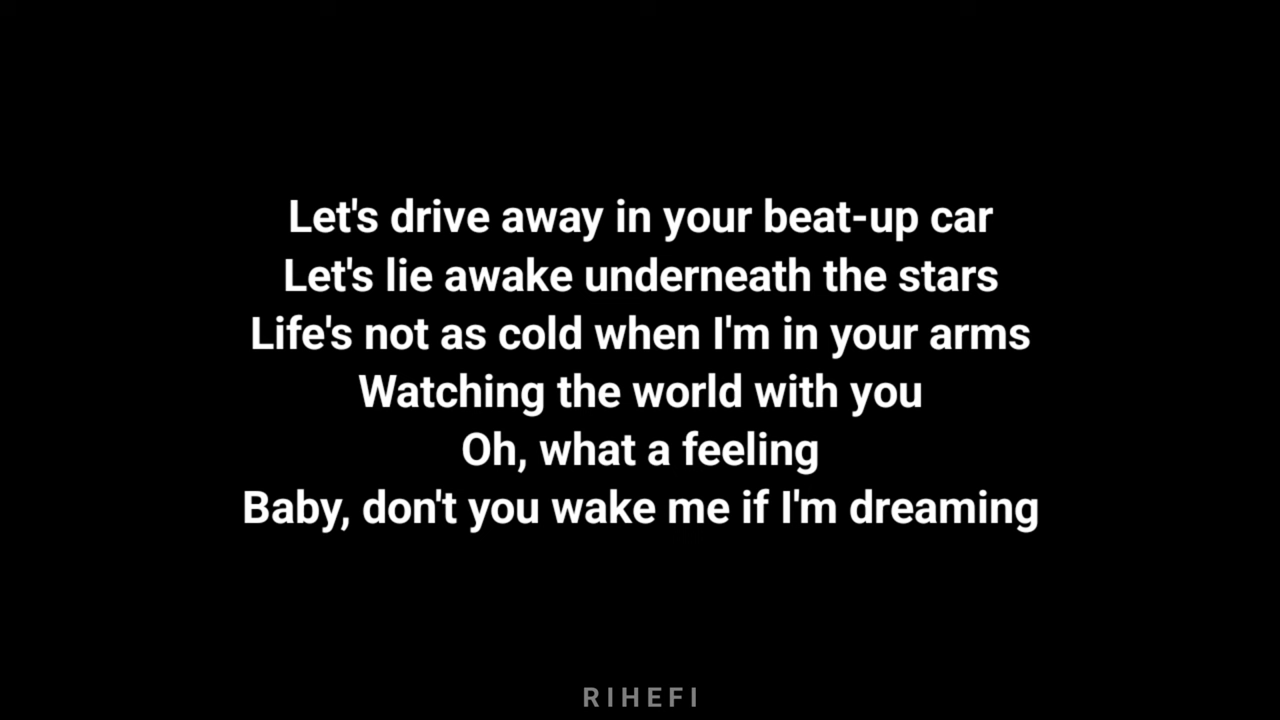 Let's drive away in your beat-up car
Let's lie awake underneath the stars
Life's not as cold when I'm in your arms
Watching the world with you
Oh, what a feeling
Baby, don't you wake me if I'm dreaming
RIHEFI